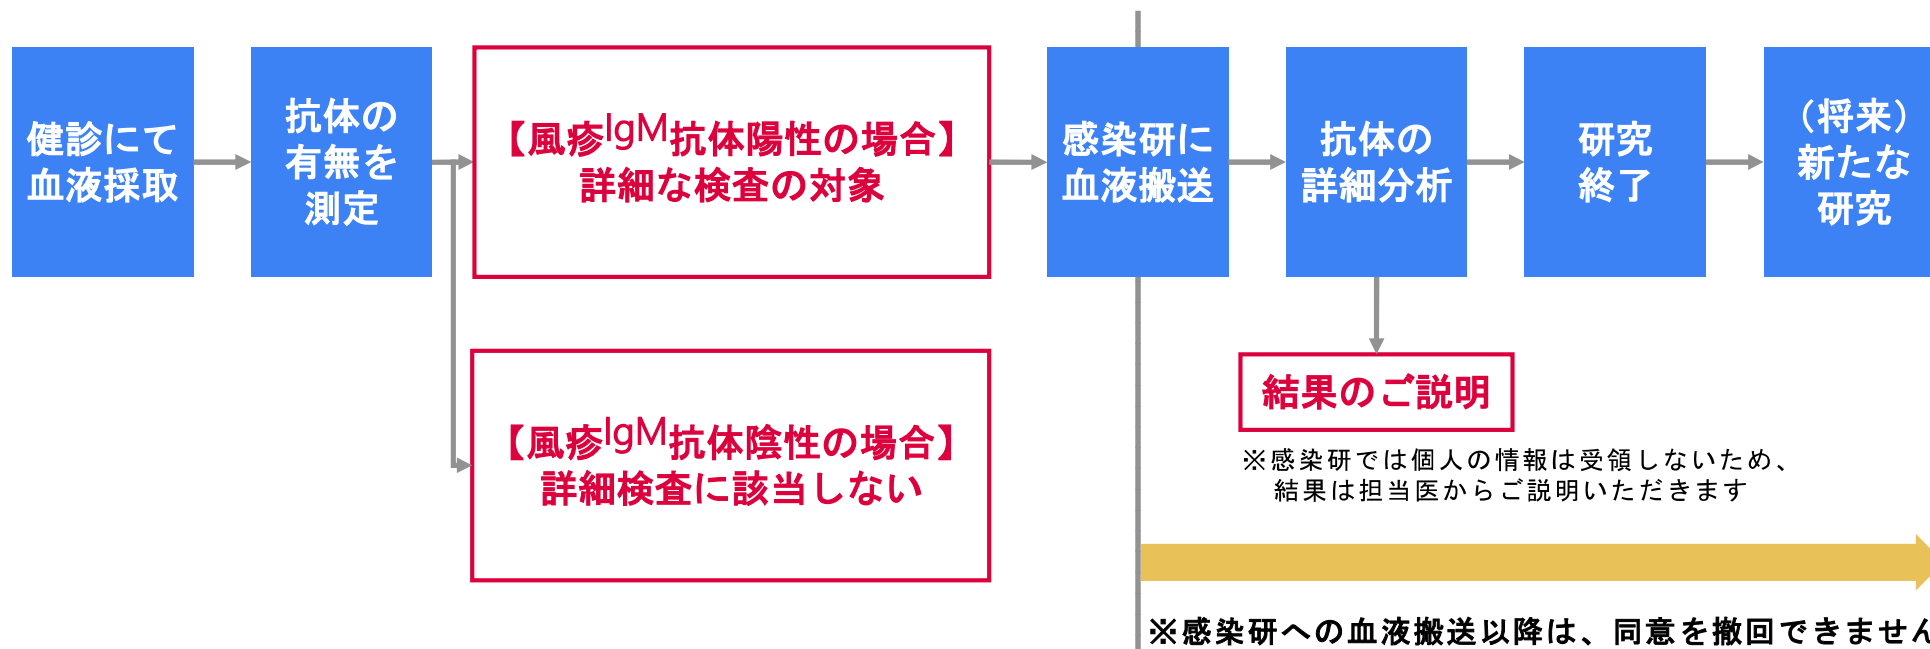 健診にて
血液採取
抗体の
有無を
測定
【風疹IgM抗体陽性の場合】
詳細な検査の対象
【風疹IgM抗体陰性の場合】
詳細検査に該当しない
感染研に
血液搬送
抗体の
詳細分析
結果のご説明
※感染研では個人の情報は受領しないため、
結果は担当医からご説明いただきます
研究
終了
（将来）
新たな
研究
※感染研への血液搬送以降は、同意を撤回できません